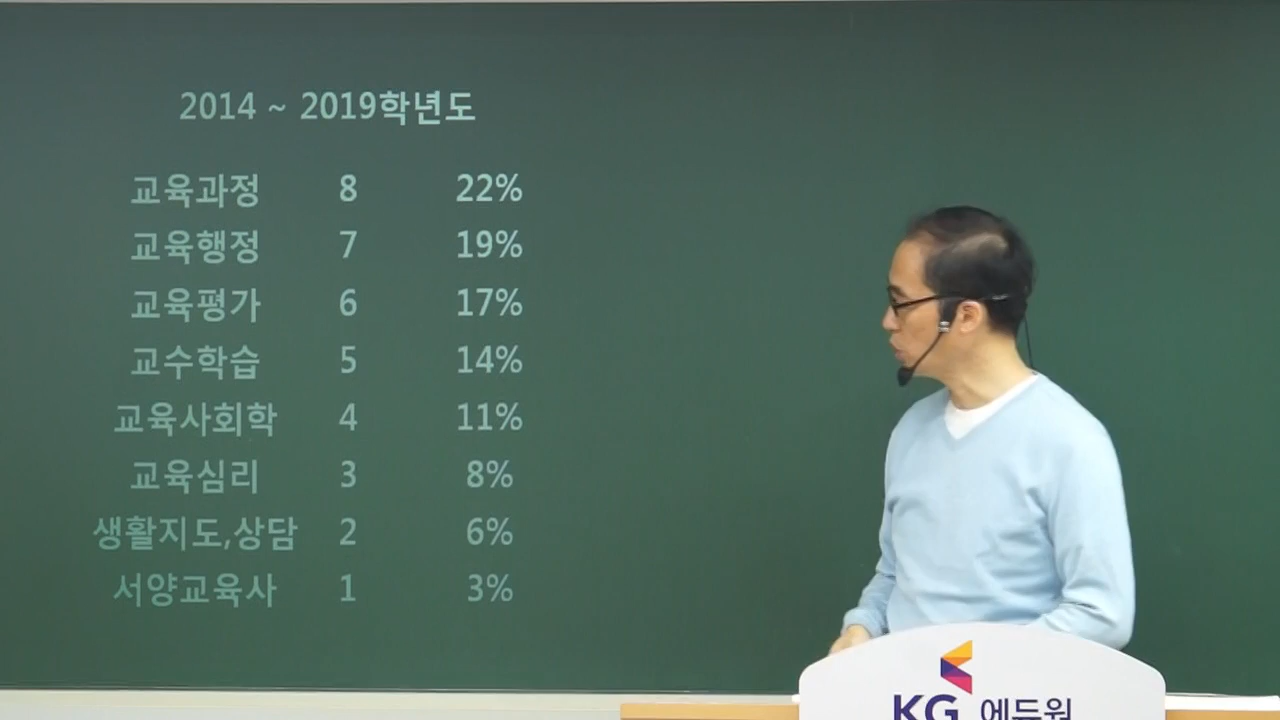 2014 ~ 2019학년도
교육과정 8 22%
교육행정 7 19%
교육평가 6 17%
교수학습 5 14%
교육사회학 4 11%
교육심리 3 8%
생활지도,상담 2 6%
서양교육사 1 3%
KG 에듀원